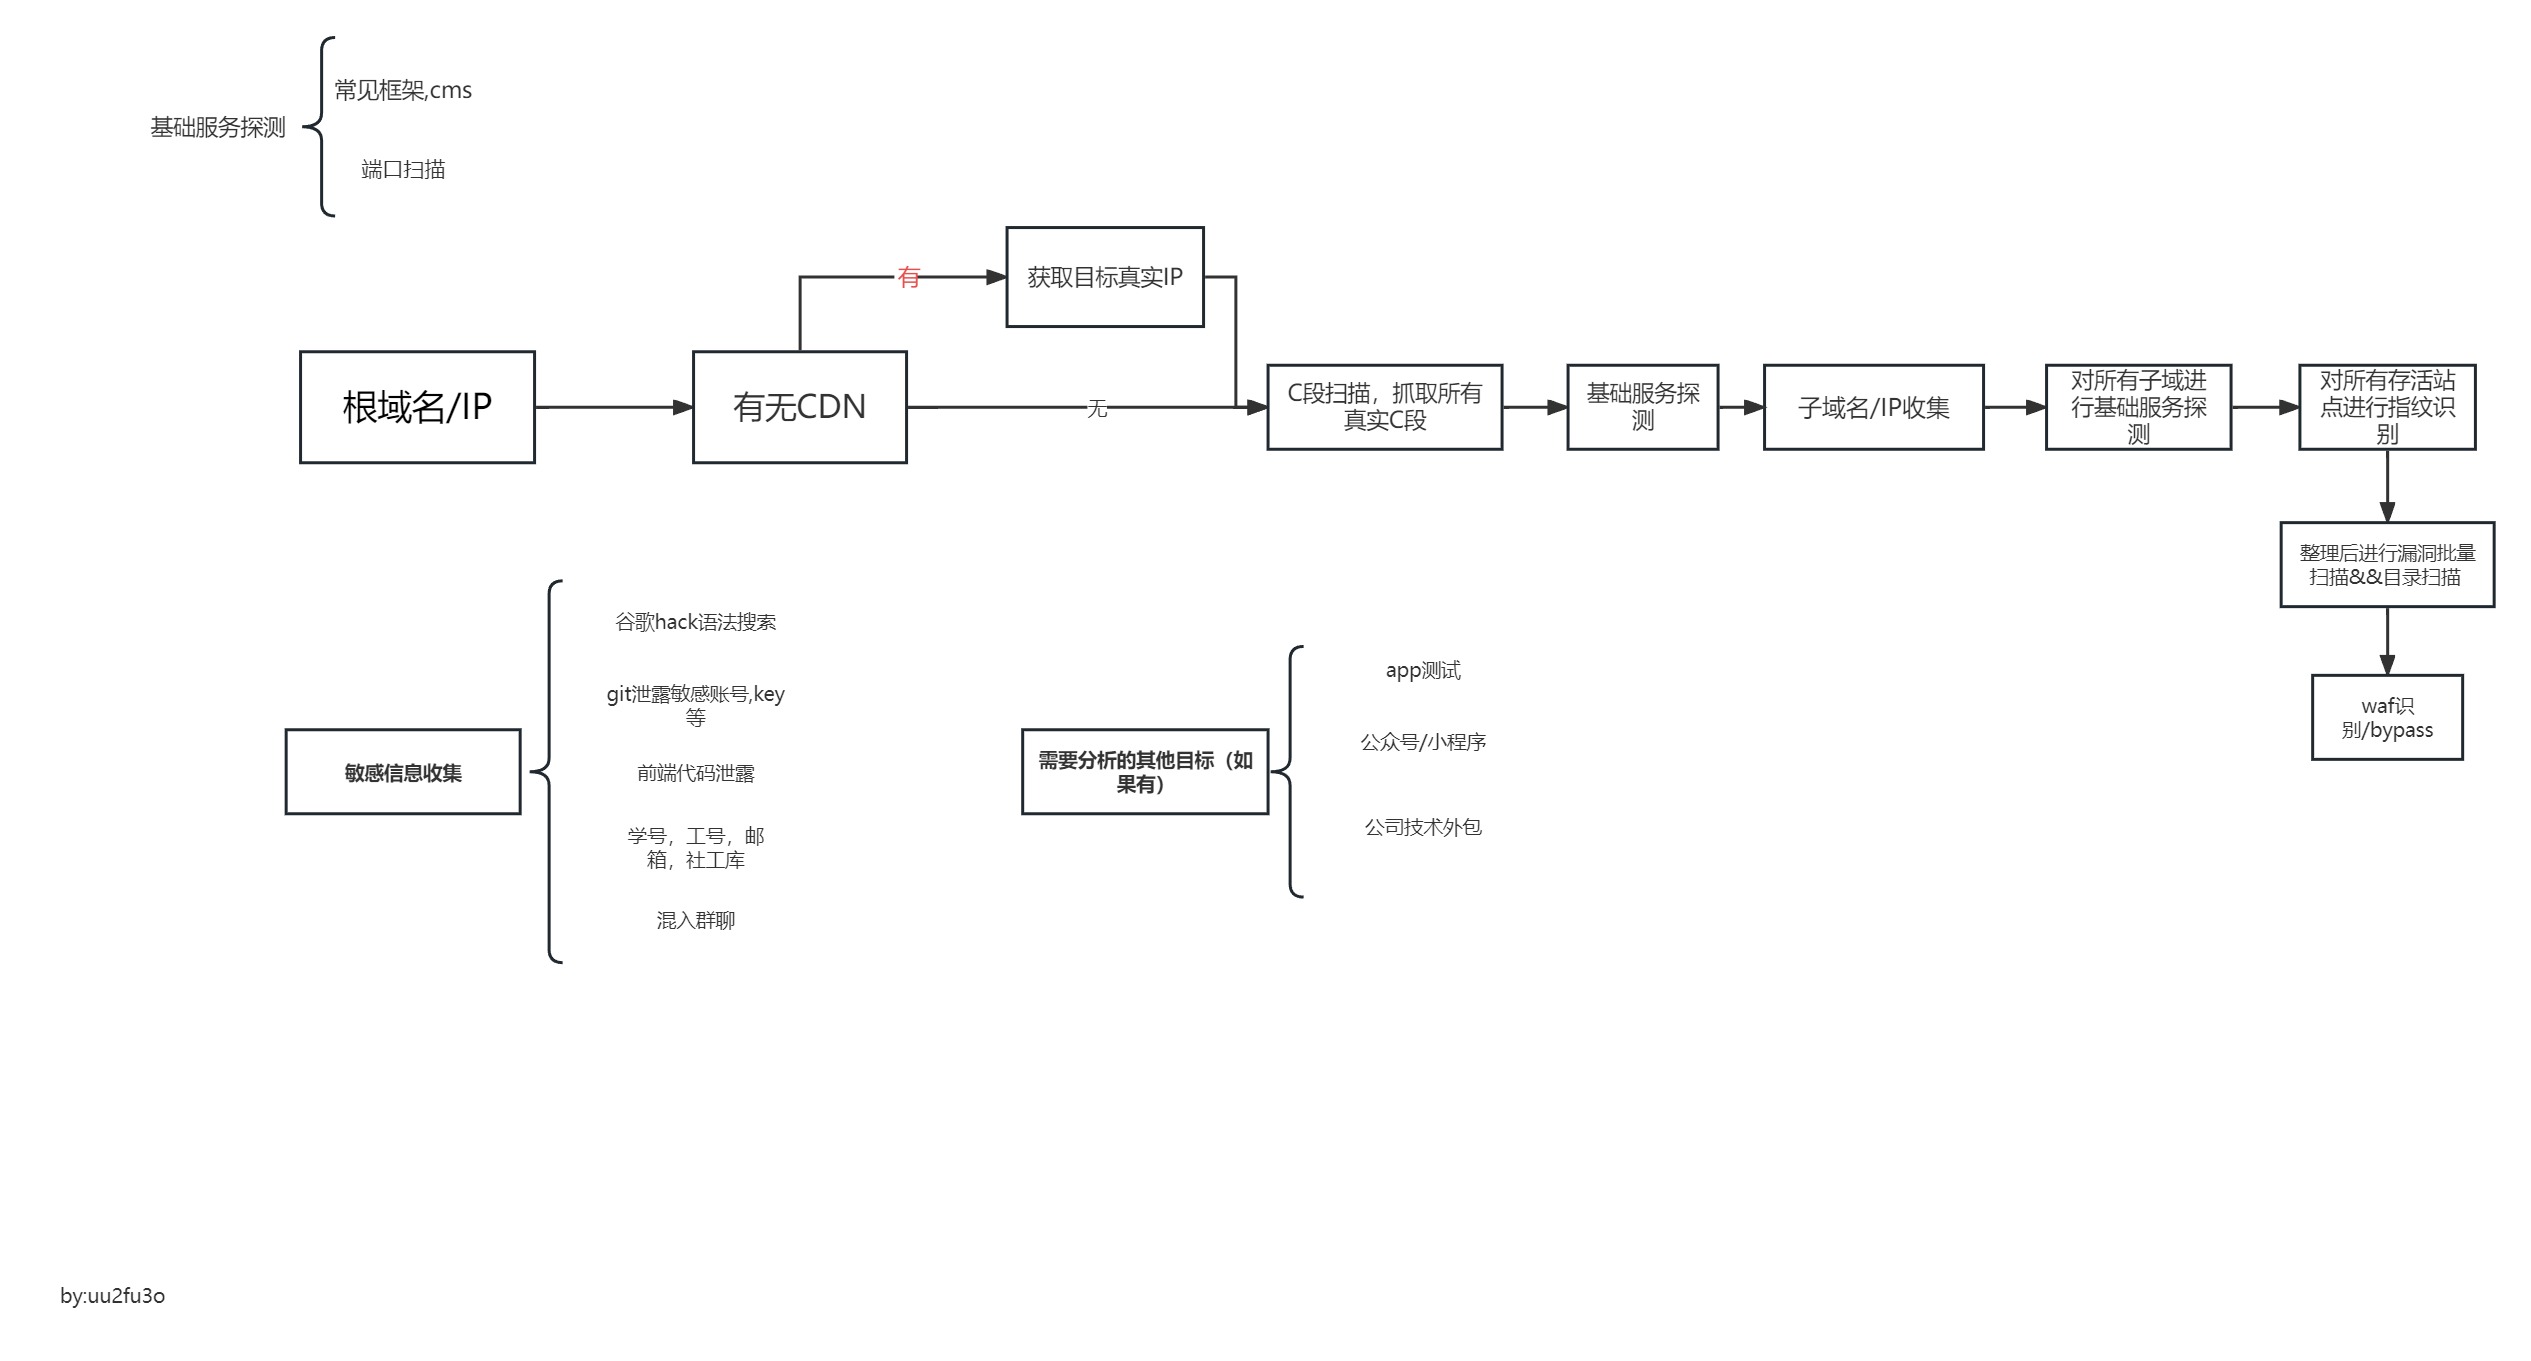 常见框架,cms
基础服务探测
端口扫描
有
获取目标真实IP
根域名/IP
有无CDN
无
C段扫描，抓取所有
真实C段
基础服务探
测
子域名/IP收集
对所有子域进
行基础服务探
测
对所有存活站
点进行指纹识
别
整理后进行漏洞批量
扫描&&目录扫描
waf识
别/bypass
敏感信息收集
谷歌hack语法搜索
git泄露敏感账号,key
等
前端代码泄露
学号，工号，邮
箱，社工库
混入群聊
需要分析的其他目标（如
果有）
app测试
公众号/小程序
公司技术外包
by:uu2fu3o